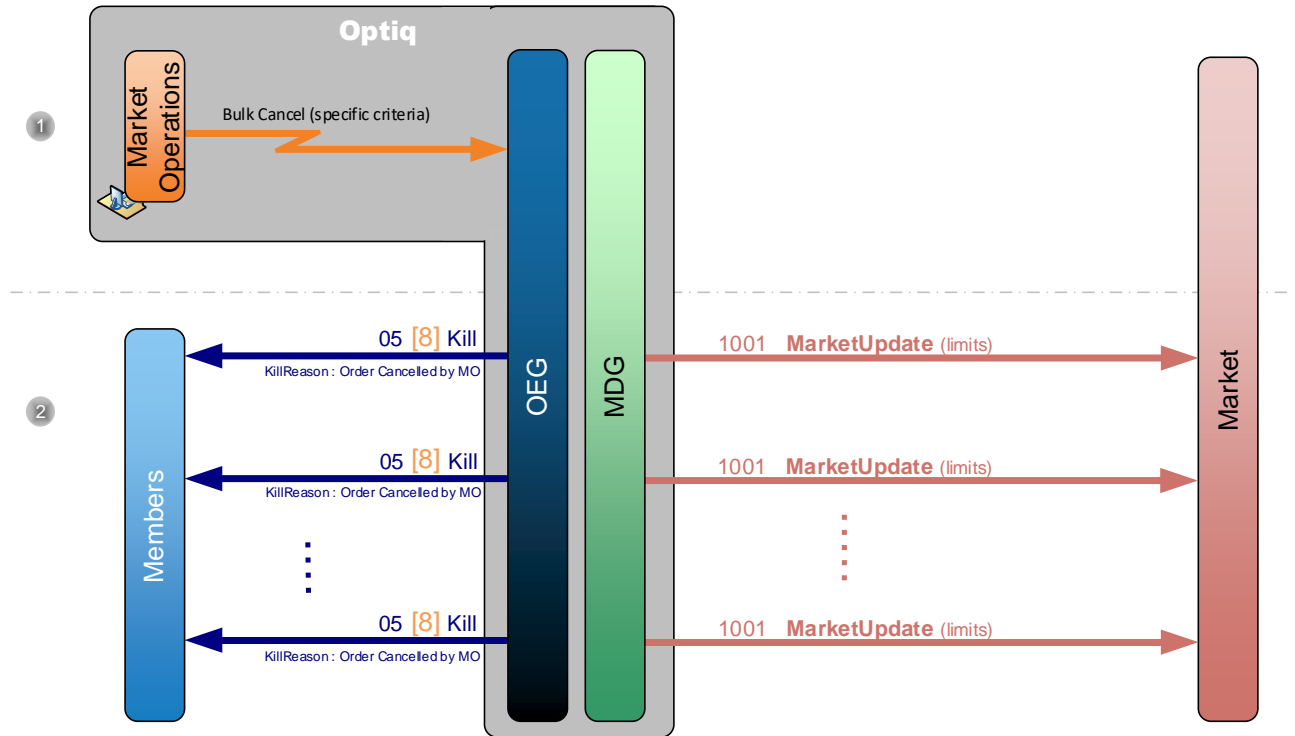 Optiq
Market
Operations
1
Bulk Cancel (specific criteria)
OEG
MDG
Market
2
Members
05 [8] Kill
KillReason : Order Cancelled by MO
1001 MarketUpdate (limits)
05 [8] Kill
KillReason : Order Cancelled by MO
1001 MarketUpdate (limits)
05 [8] Kill
KillReason : Order Cancelled by MO
1001 MarketUpdate (limits)